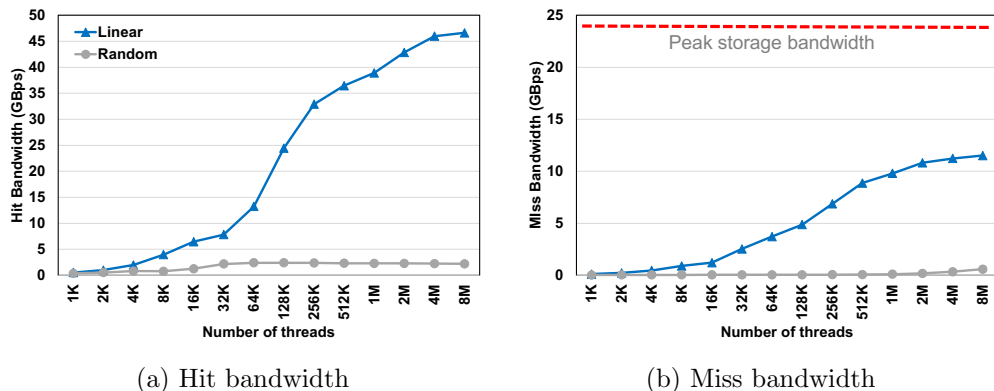 50
45
40
35
30
25
20
15
10
5
0
Hit Bandwidth (GBps)
Linear
Random
1K
2K
4K
8K
16K
32K
64K
128K
256K
512K
1M
2M
4M
8M
Number of threads
(a) Hit bandwidth
25
20
15
10
5
0
MIss Bandwidth (GBps)
Peak storage bandwidth
1K
2K
4K
8K
16K
32K
64K
128K
256K
512K
1M
2M
4M
8M
Number of threads
(b) Miss bandwidth